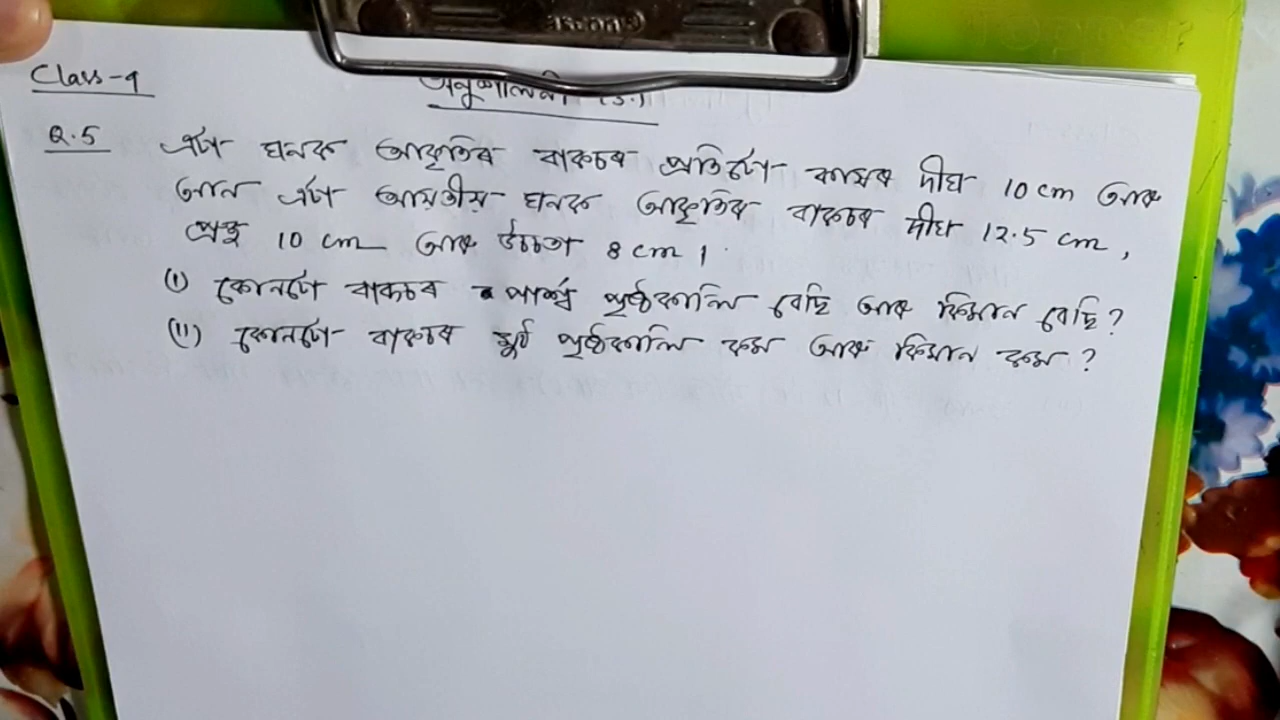 ascon®
Class-9
অনুশীলনী
Q.5 এটা ঘনক আকৃতিৰ বাকচৰ প্ৰতিটো কাষৰ দীঘ 10 cm আৰু
আন এটা আয়তীয় ঘনক আকৃতিৰ বাকচৰ দীঘ 12.5 cm,
প্ৰস্থ 10 cm আৰু উচ্চতা 8 cm।
(i) কোনটো বাকচৰ পাৰ্শ্ব পৃষ্ঠকালি বেছি আৰু কিমান বেছি?
(ii) কোনটো বাকচৰ মুঠ পৃষ্ঠকালি কম আৰু কিমান কম?